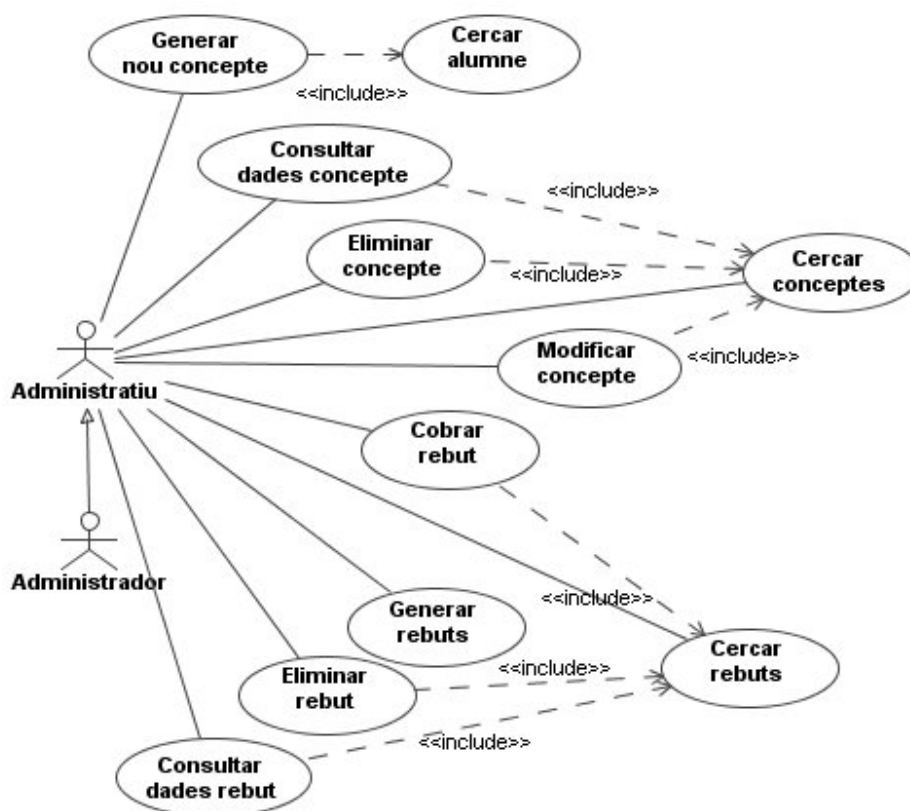 Generar
nou concepte
Cercar
alumne
<<include>>
Consultar
dades concepte
<<include>>
Eliminar
concepte
<<include>>
Cercar
conceptes
Modificar
concepte
<<include>>
Administratiu
Cobrar
rebut
Administrador
Generar
rebuts
<<include>>
Cercar
rebuts
Eliminar
rebut
<<include>>
<<include>>
Consultar
dades rebut